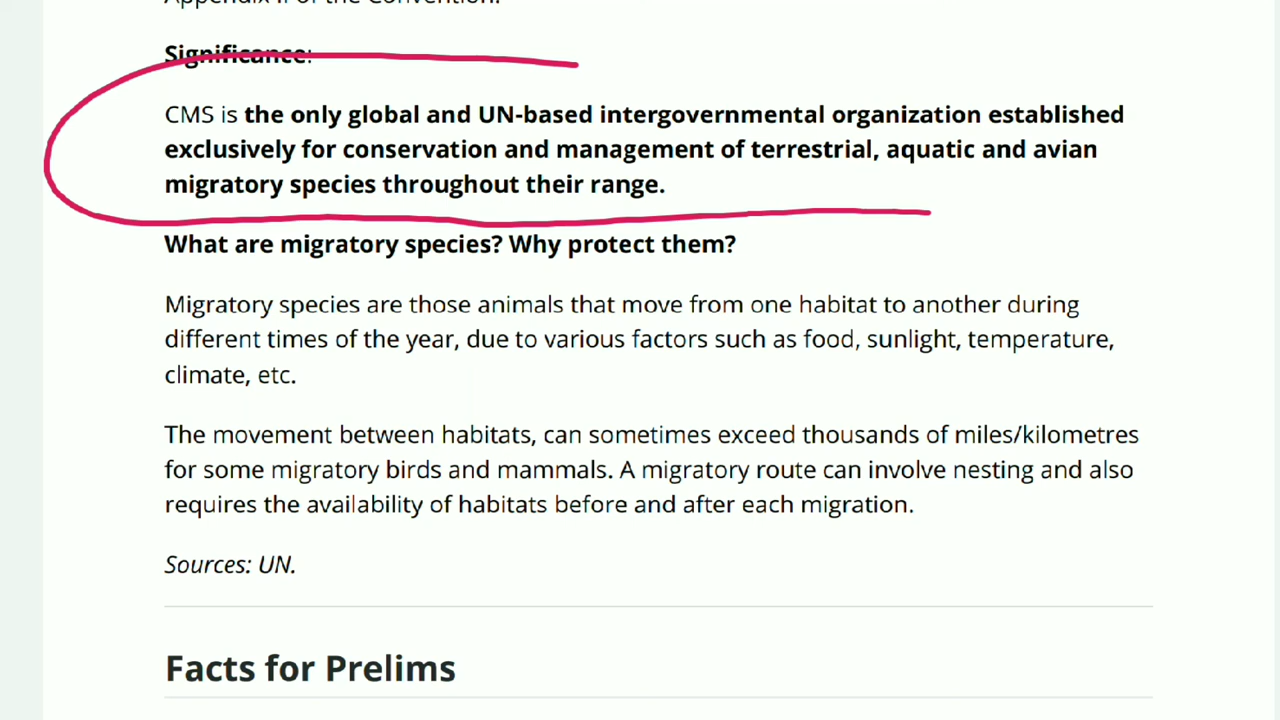 Appendix II of the Convention.
Significance:
CMS is the only global and UN-based intergovernmental organization established
exclusively for conservation and management of terrestrial, aquatic and avian
migratory species throughout their range.
What are migratory species? Why protect them?
Migratory species are those animals that move from one habitat to another during
different times of the year, due to various factors such as food, sunlight, temperature,
climate, etc.
The movement between habitats, can sometimes exceed thousands of miles/kilometres
for some migratory birds and mammals. A migratory route can involve nesting and also
requires the availability of habitats before and after each migration.
Sources: UN.
Facts for Prelims